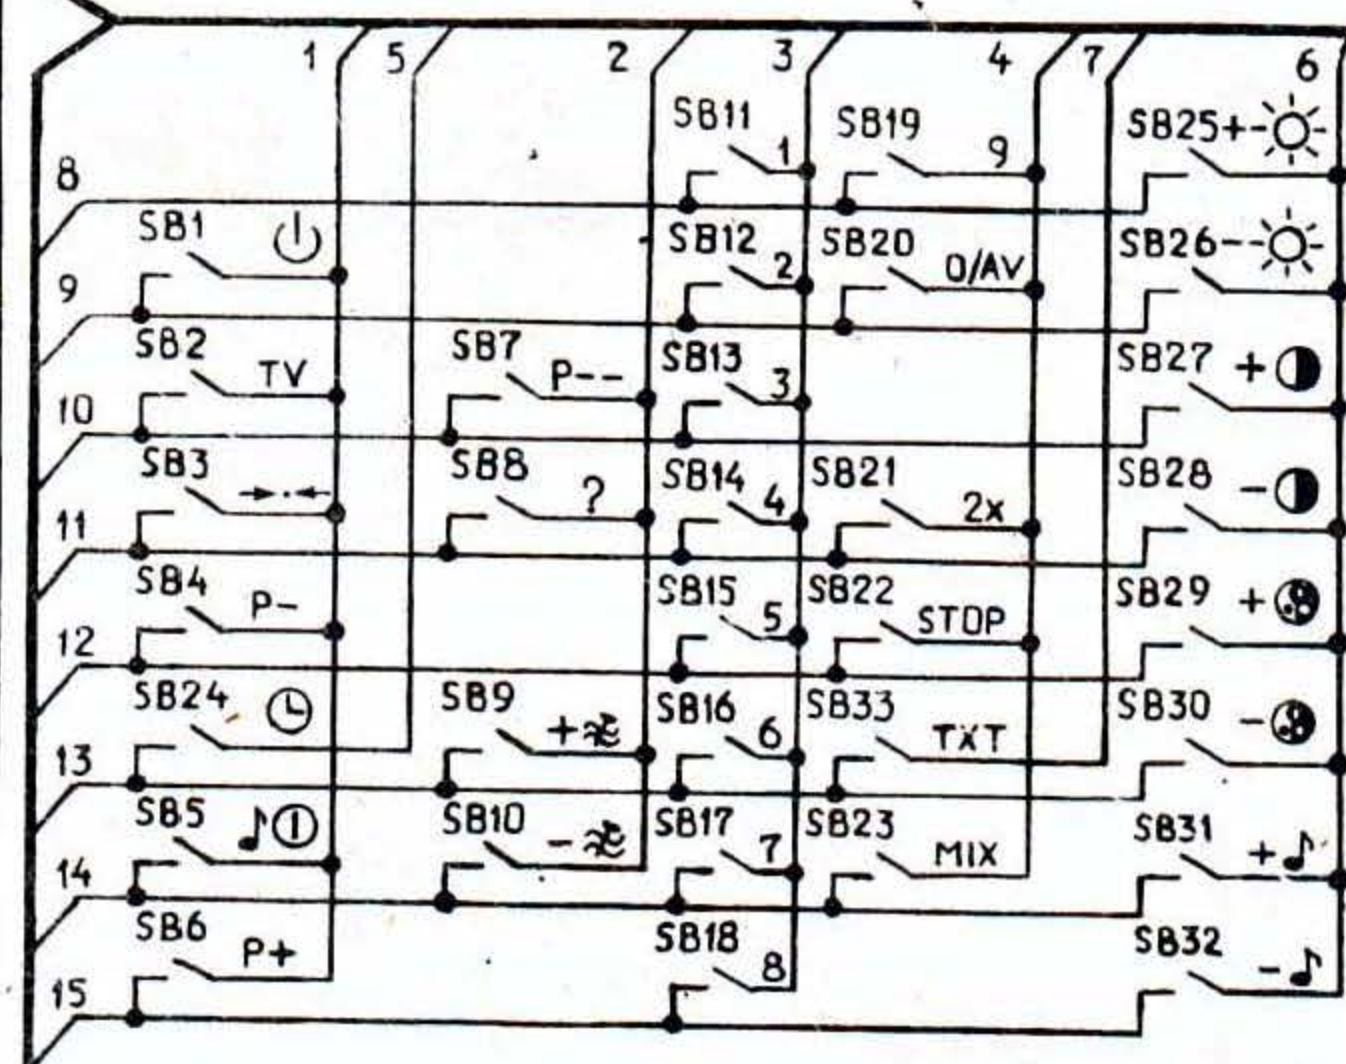 1 5 2 3 4 7 6
SB11 1 SB19 9 SB25 +-
8
SB1 SB12 2 SB20 0/AV SB26 --
9
SB2 TV SB7 P-- SB13 3 SB27 +
10
SB3 SB8 ? SB14 4 SB21 2x SB28 -
11
SB4 P- SB15 5 SB22 STOP SB29 +
12
SB24 SB9 + SB16 6 SB33 TXT SB30 -
13
SB5 ♪ 1 SB10 - SB17 7 SB23 MIX SB31 +♪
14
SB6 P+ SB18 8 SB32 -♪
15